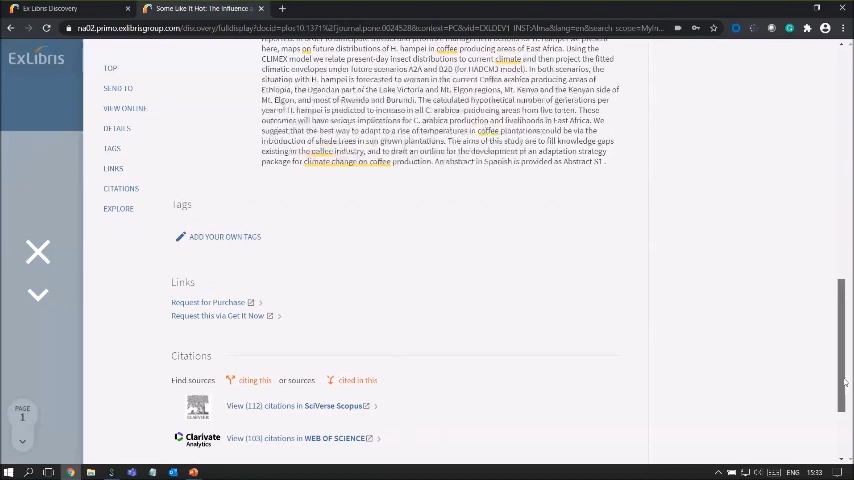 Ex Libris Discovery
Some Like It Hot: The Influence a
na02.primo.exlibrisgroup.com/discovery/fulldisplay?docid=plos10.1371%2Fjournal.pone.0024528&context=PC&vid=EXLDEV1_INST:Alma&lang=en&search_scope=MyIn...
ExLibris
TOP
SEND TO
VIEW ONLINE
DETAILS
TAGS
LINKS
CITATIONS
EXPLORE
here, maps on future distributions of H. hampei in coffee producing areas of East Africa. Using the
CLIMEX model we relate present-day insect distributions to current climate and then project the fitted
climatic envelopes under future scenarios A2A and B2B (for HADCM3 model). In both scenarios, the
situation with H. hampei is forecasted to worsen in the current Coffea arabica producing areas of
Ethiopia, the Ugandan part of the Lake Victoria and Mt. Elgon regions, Mt. Kenya and the Kenyan side of
Mt. Elgon, and most of Rwanda and Burundi. The calculated hypothetical number of generations per
year of H. hampei is predicted to increase in all C. arabica-producing areas from five to ten. These
outcomes will have serious implications for C. arabica production and livelihoods in East Africa. We
suggest that the best way to adapt to a rise of temperatures in coffee plantations could be via the
introduction of shade trees in sun grown plantations. The aims of this study are to fill knowledge gaps
existing in the coffee industry, and to draft an outline for the development of an adaptation strategy
package for climate change on coffee production. An abstract in Spanish is provided as Abstract S1 .
Tags
ADD YOUR OWN TAGS
Links
Request for Purchase
Request this via Get It Now
Citations
Find sources citing this or sources cited in this
ELSEVIER
View (112) citations in SciVerse Scopus
Clarivate
Analytics
View (103) citations in WEB OF SCIENCE
PAGE
1
ENG 15:33